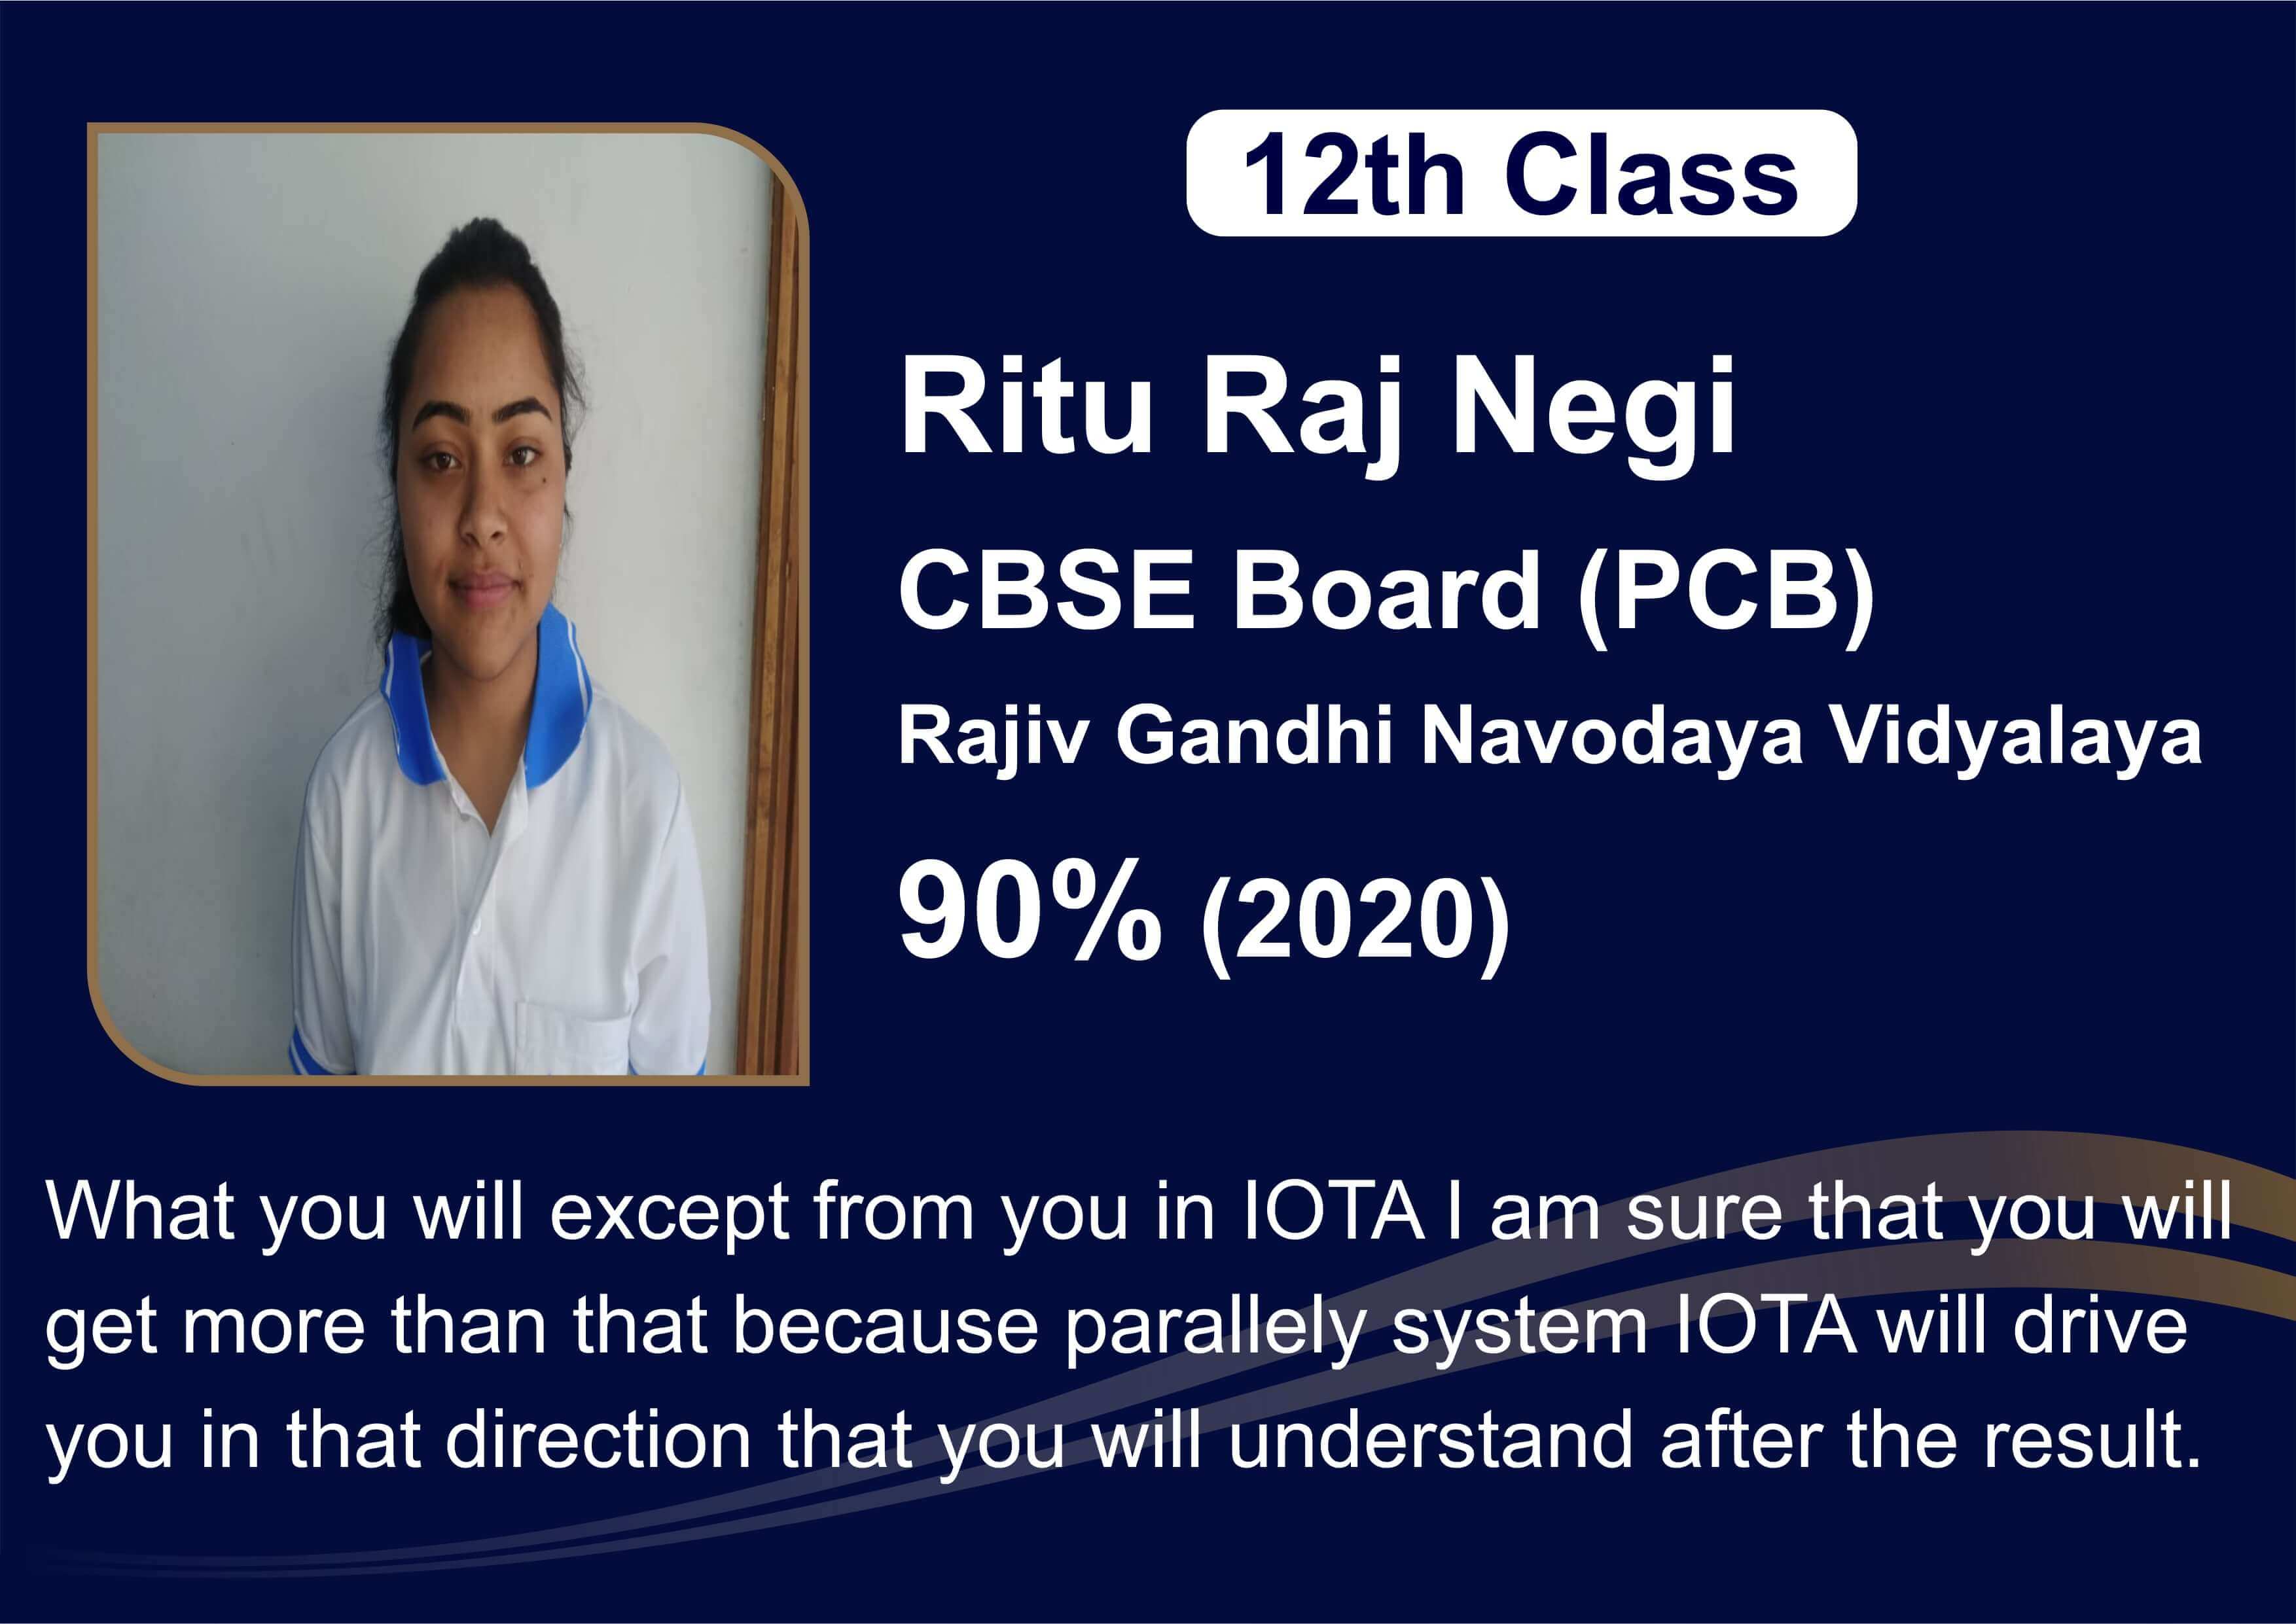 12th Class
Ritu Raj Negi
CBSE Board (PCB)
Rajiv Gandhi Navodaya Vidyalaya
90% (2020)
What you will except from you in IOTA I am sure that you will
get more than that because parallely system IOTA will drive
you in that direction that you will understand after the result.